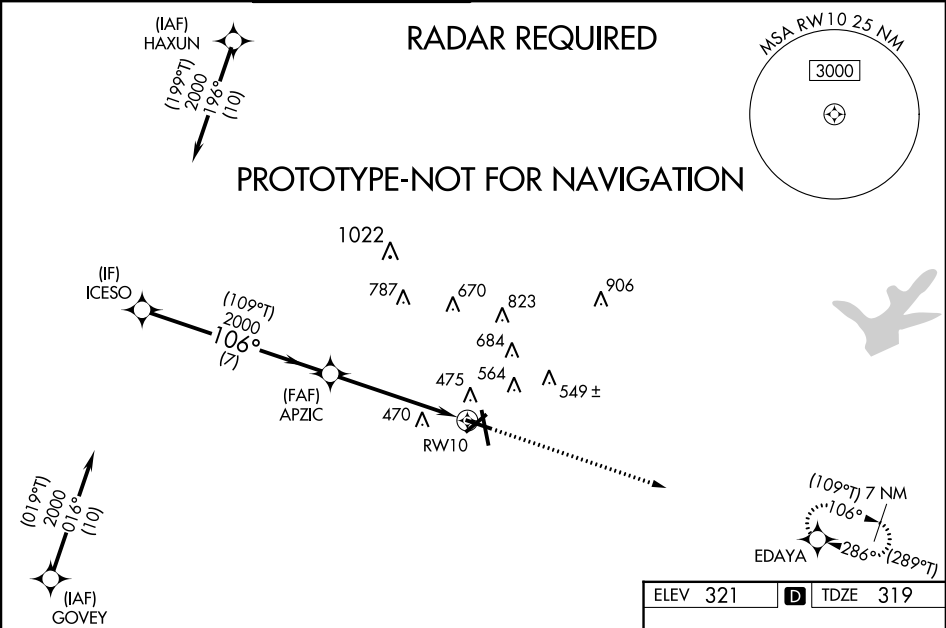 (IAF)
HAXUN
(199°T)
2000
196°
(10)
RADAR REQUIRED
MSA RW10 25 NM
3000
PROTOTYPE-NOT FOR NAVIGATION
1022
787
670
823
906
684
475
564
549 ±
470
(IF)
ICESO
(109°T)
2000
106°
(7)
(FAF)
APZIC
RW10
(019°T)
2000
016°
(10)
(IAF)
GOVEY
(109°T) 7 NM
106°
286° (289°T)
EDAYA
ELEV 321 D TDZE 319